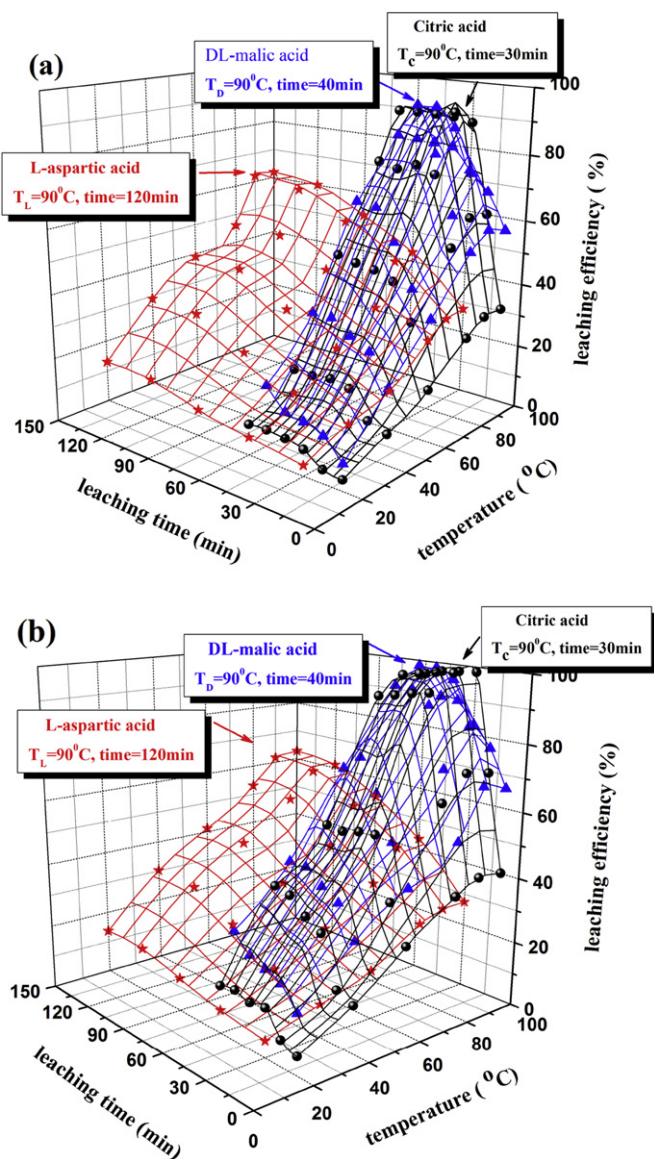 (a)
DL-malic acid
T_D=90⁰C, time=40min
Citric acid
T_C=90⁰C, time=30min
L-aspartic acid
T_L=90⁰C, time=120min
100
80
60
40
20
0
leaching efficiency ( %)
150
120
90
60
30
0
leaching time (min)
0
20
40
60
80
100
temperature ( ⁰C)
(b)
DL-malic acid
T_D=90⁰C, time=40min
Citric acid
T_C=90⁰C, time=30min
L-aspartic acid
T_L=90⁰C, time=120min
100
80
60
40
20
0
leaching efficiency (%)
150
120
90
60
30
0
leaching time (min)
0
20
40
60
80
100
temperature ( ⁰C)